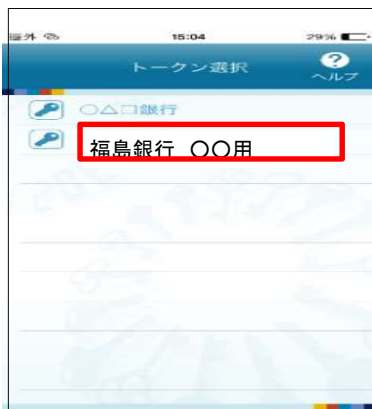 圏外 15:04 29%
トークン選択
?
ヘルプ
○△□銀行
福島銀行 ○○用